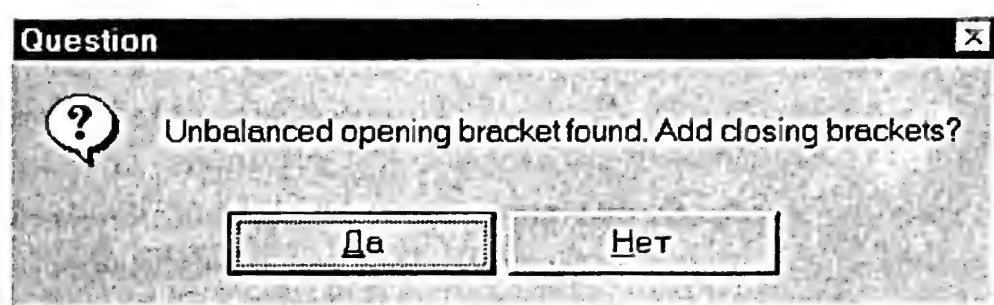 Question
?
Unbalanced opening bracket found. Add closing brackets?
Да
Нет